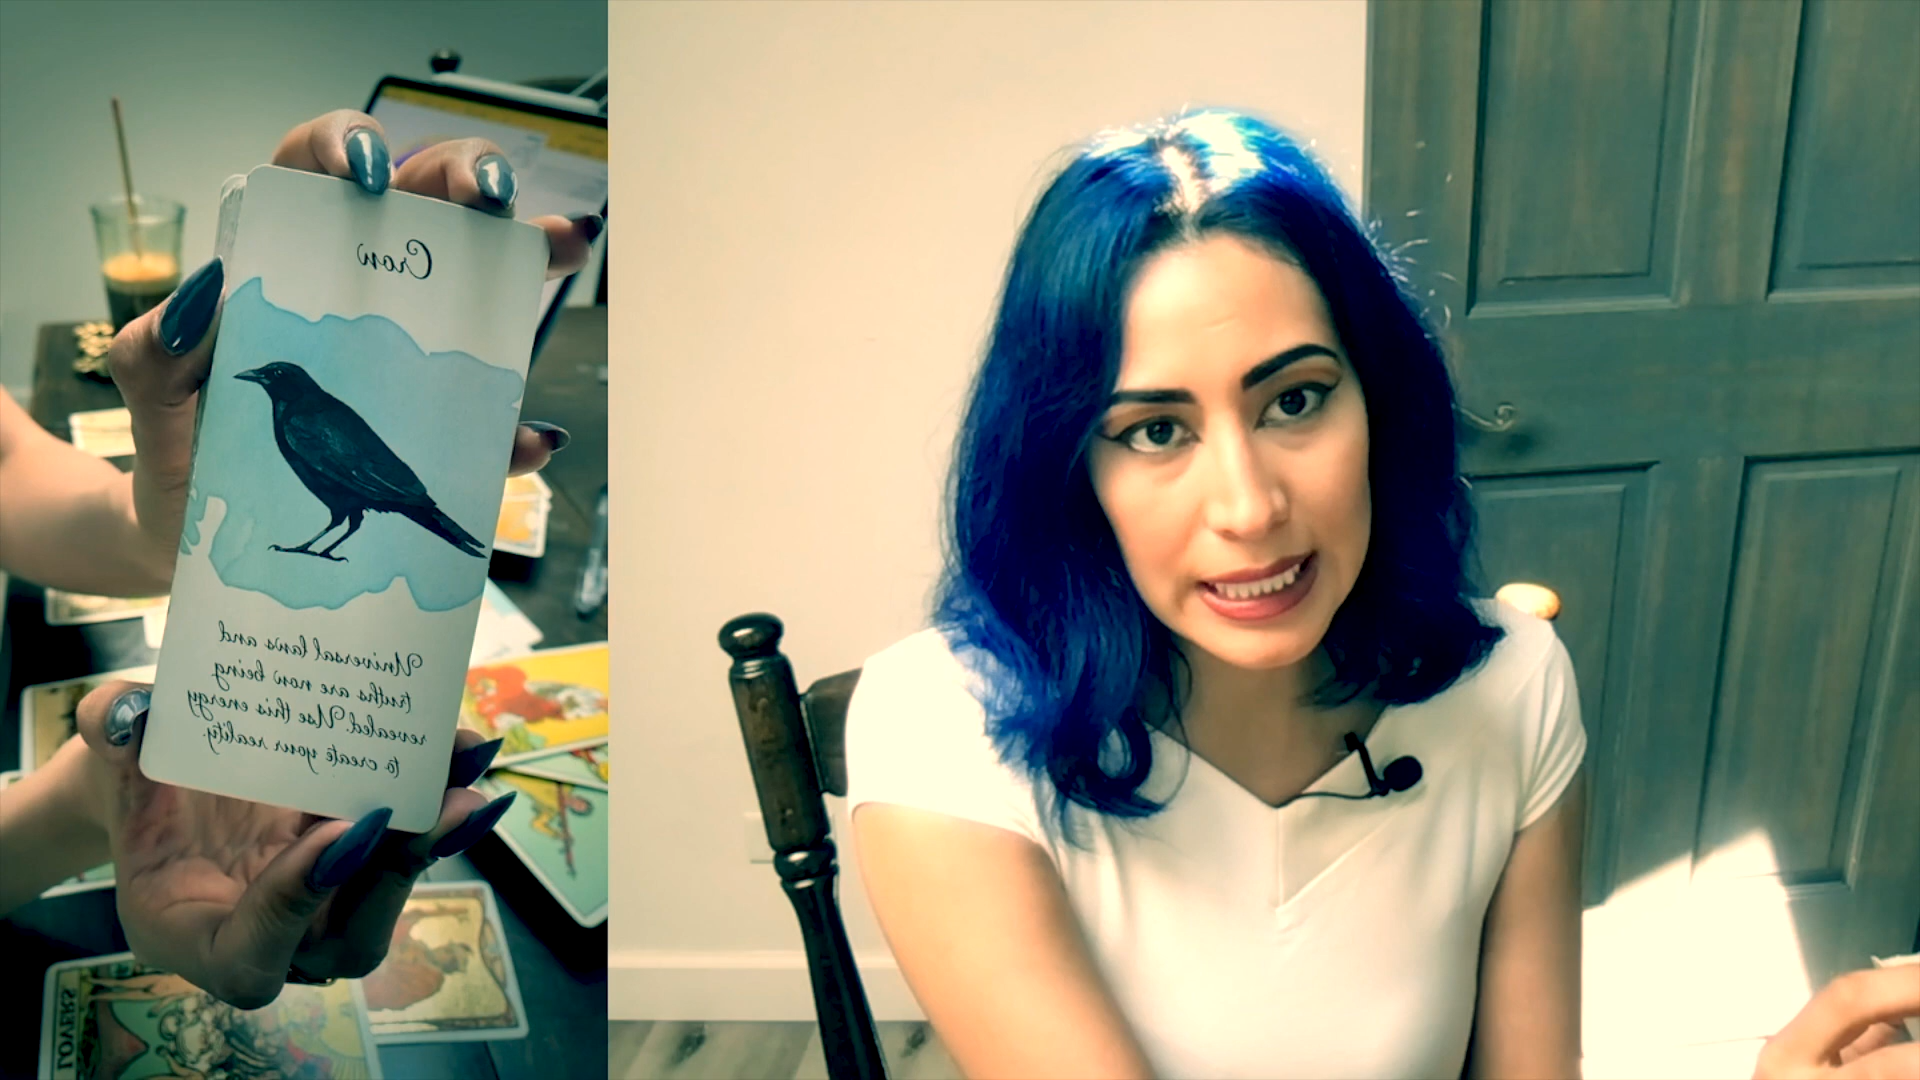 Crow
Universal laws and
truths are now being
revealed. Use this energy
to create your reality.
LOVERS